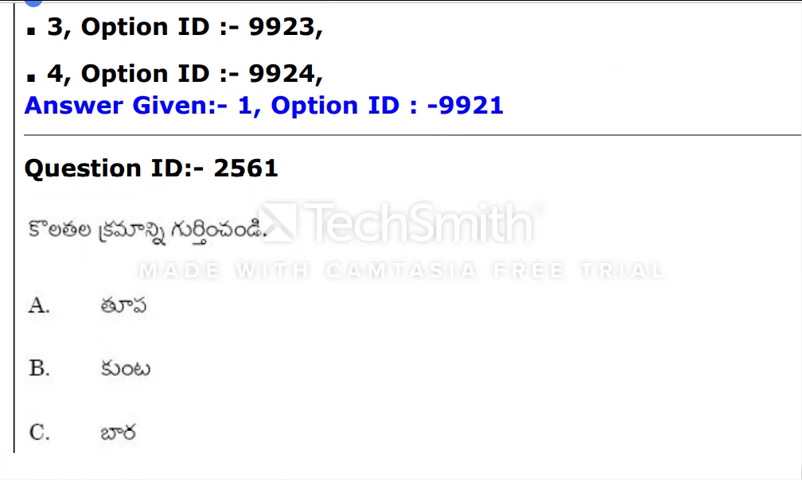 ▪ 3, Option ID :- 9923,
▪ 4, Option ID :- 9924,
Answer Given:- 1, Option ID : -9921
Question ID:- 2561
కొలతల క్రమాన్ని గుర్తించండి.
TechSmith
MADE WITH CAMTASIA FREE TRIAL
A. తూప
B. కుంట
C. బార